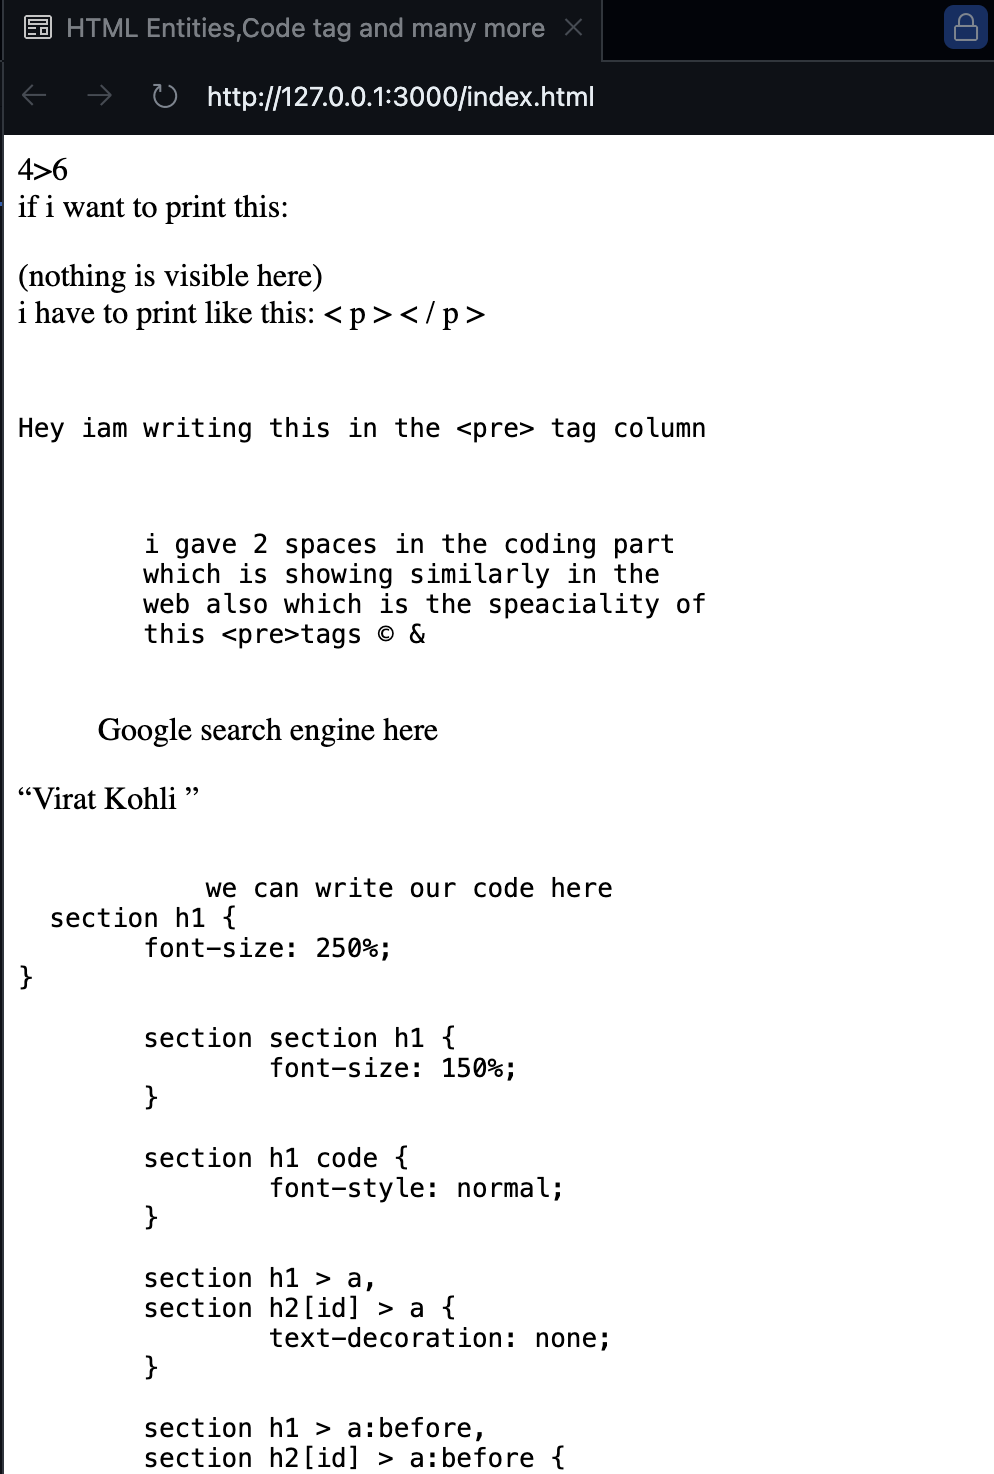 HTML Entities,Code tag and many more
http://127.0.0.1:3000/index.html
4>6
if i want to print this:
(nothing is visible here)
i have to print like this: < p > < / p >
Hey iam writing this in the <pre> tag column
i gave 2 spaces in the coding part
which is showing similarly in the
web also which is the speaciality of
this <pre>tags © &
Google search engine here
“Virat Kohli ”
we can write our code here
section h1 {
font-size: 250%;
}
section section h1 {
font-size: 150%;
}
section h1 code {
font-style: normal;
}
section h1 > a,
section h2[id] > a {
text-decoration: none;
}
section h1 > a:before,
section h2[id] > a:before {